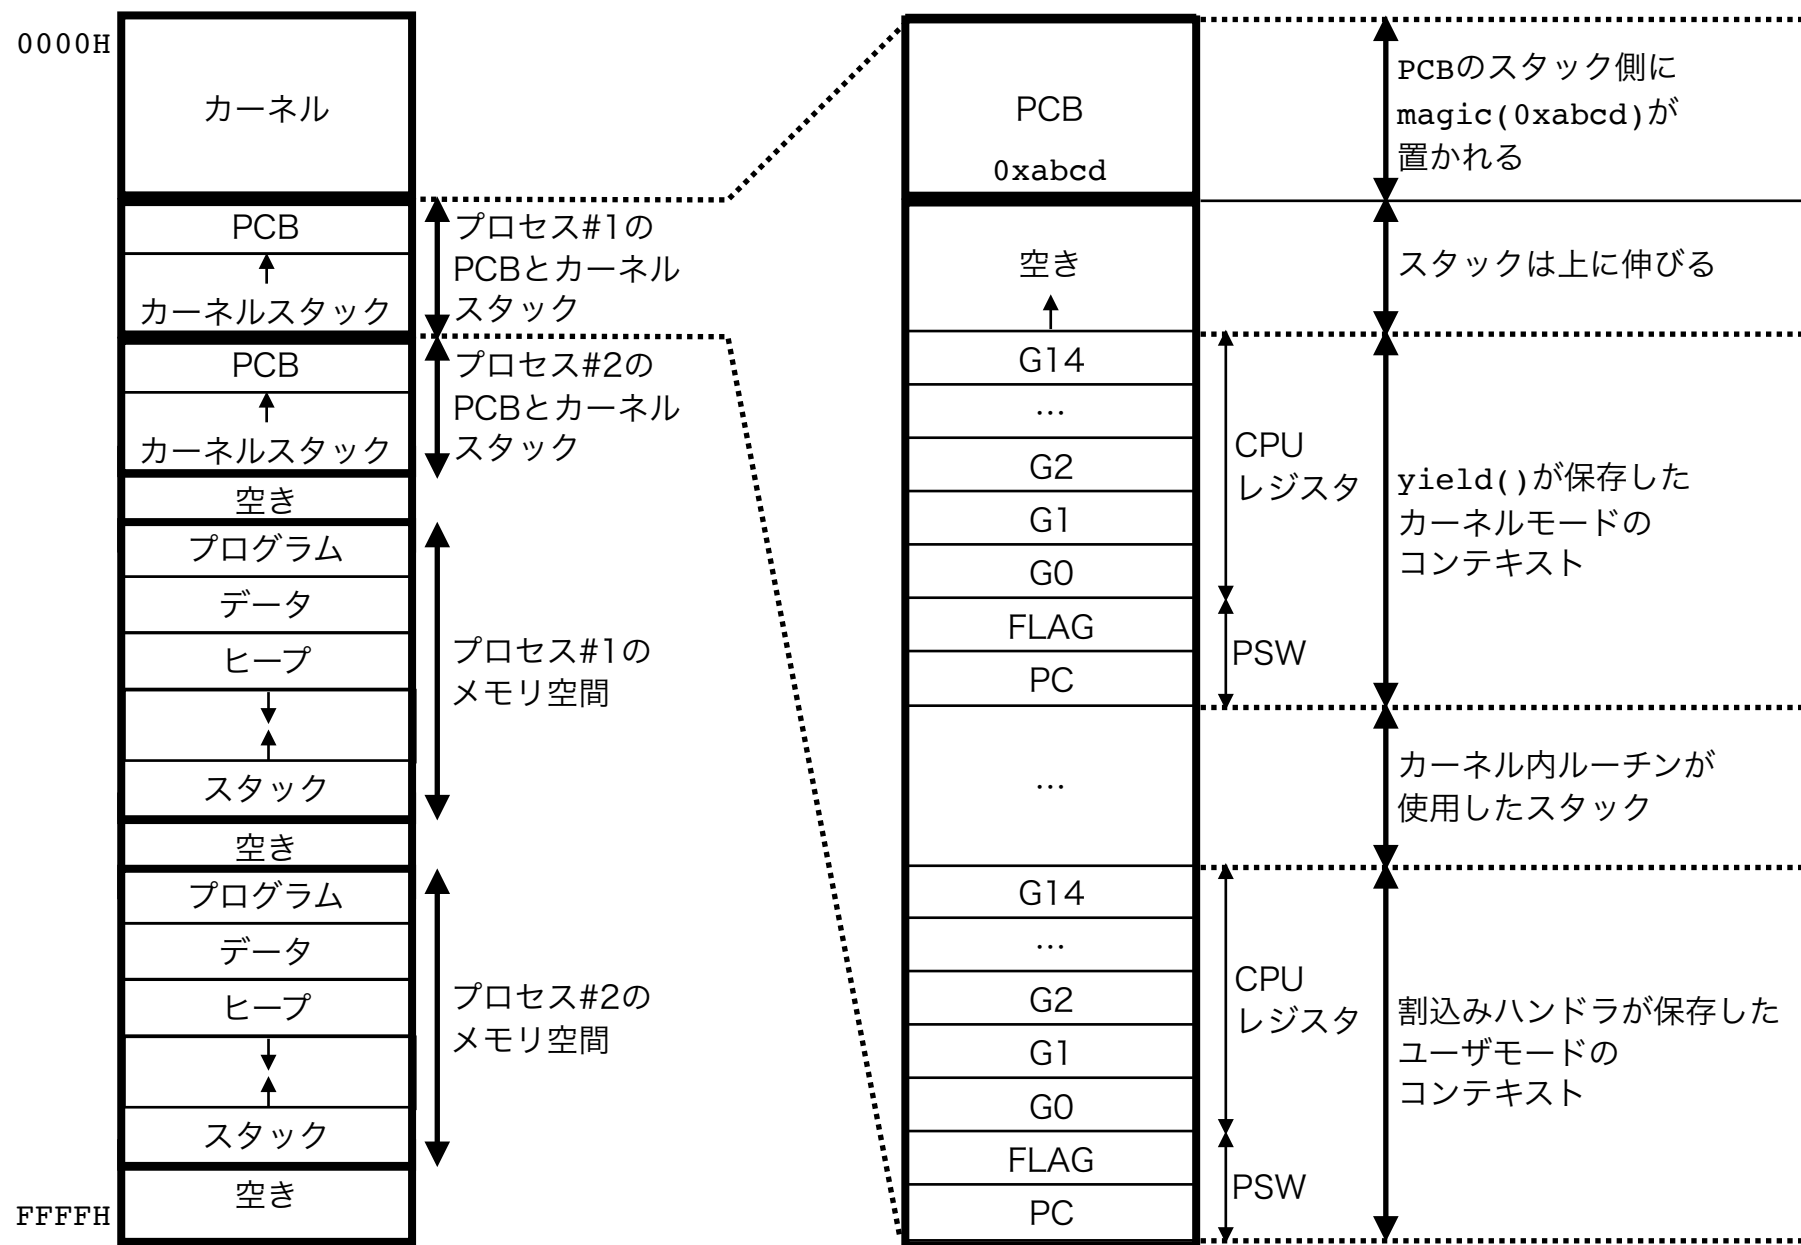 0000H
カーネル
PCB
カーネルスタック
PCB
カーネルスタック
空き
プログラム
データ
ヒープ
スタック
空き
プログラム
データ
ヒープ
スタック
空き
FFFFH
プロセス#1の
PCBとカーネル
スタック
プロセス#2の
PCBとカーネル
スタック
プロセス#1の
メモリ空間
プロセス#2の
メモリ空間
PCB
0xabcd
空き
G14
…
G2
G1
G0
FLAG
PC
…
G14
…
G2
G1
G0
FLAG
PC
CPU
レジスタ
PSW
CPU
レジスタ
PSW
PCBのスタック側に
magic(0xabcd)が
置かれる
スタックは上に伸びる
yield()が保存した
カーネルモードの
コンテキスト
カーネル内ルーチンが
使用したスタック
割込みハンドラが保存した
ユーザモードの
コンテキスト